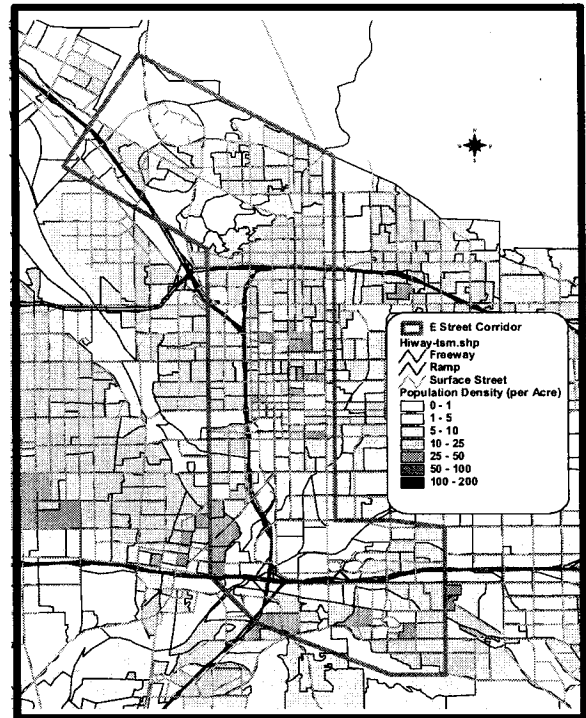 E Street Corridor
Hiway-tsm.shp
Freeway
Ramp
Surface Street
Population Density (per Acre)
0 - 1
1 - 5
5 - 10
10 - 25
25 - 50
50 - 100
100 - 200